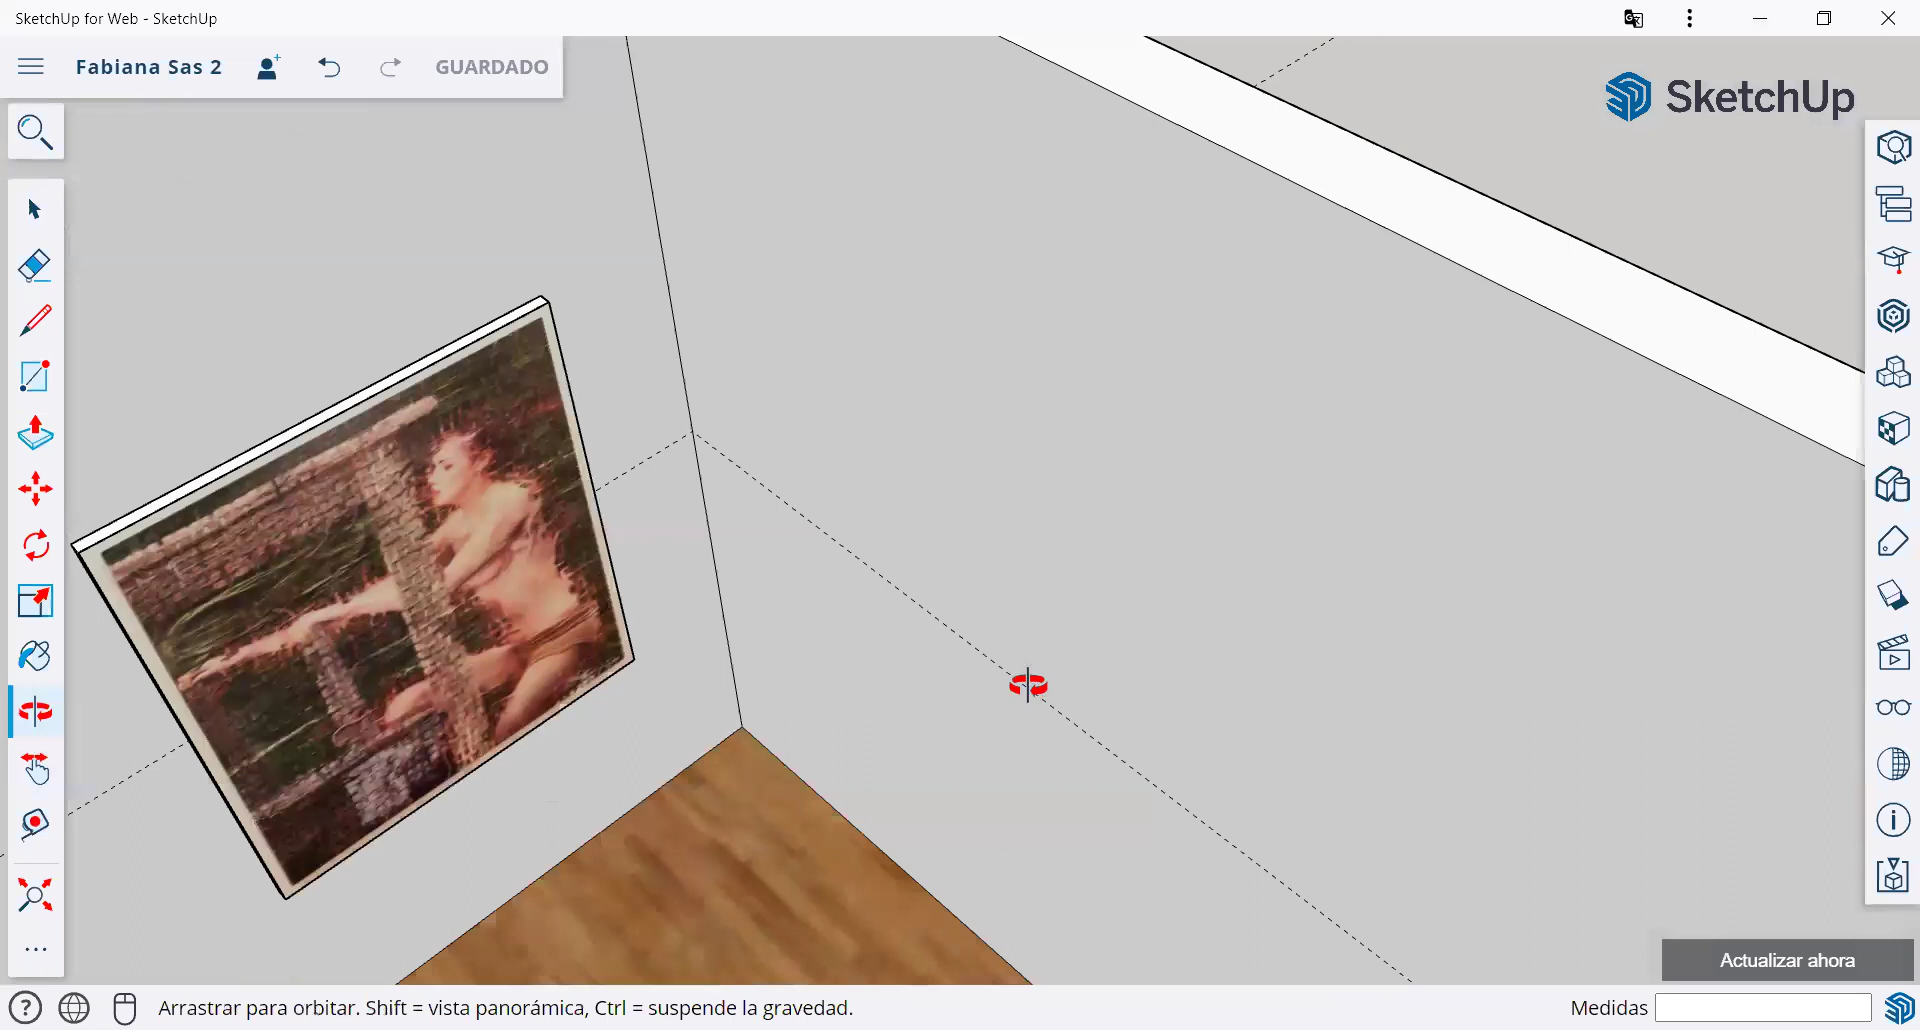 SketchUp for Web - SketchUp
Fabiana Sas 2
GUARDADO
SketchUp
Actualizar ahora
Arrastrar para orbitar. Shift = vista panorámica, Ctrl = suspende la gravedad.
Medidas